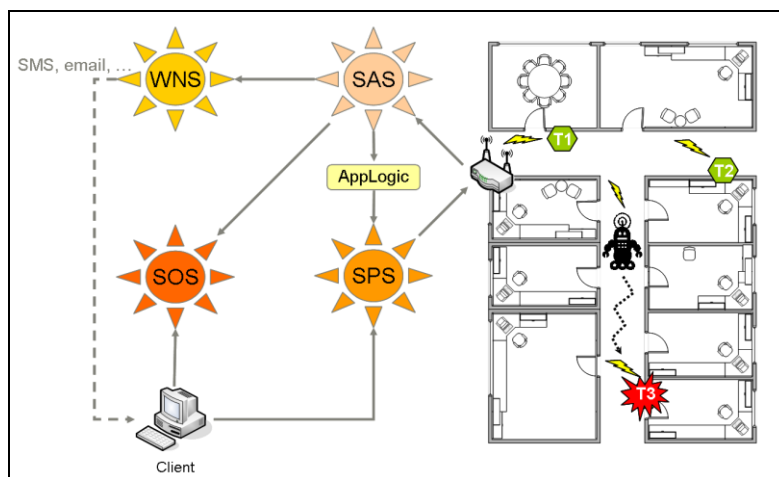 SMS, email, ...
WNS
SAS
T1
T2
AppLogic
SOS
SPS
T3
Client